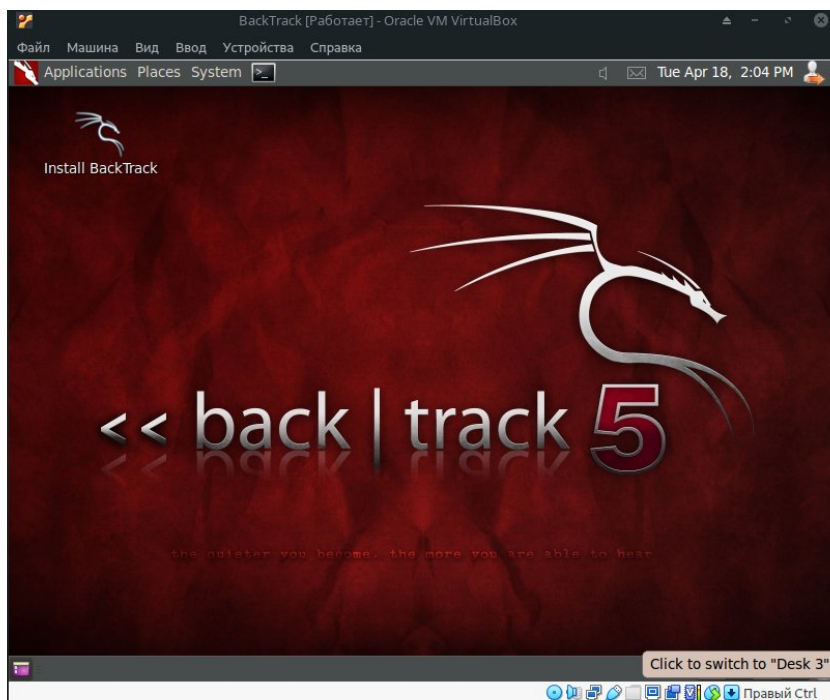 BackTrack [Работает] - Oracle VM VirtualBox
Файл Машина Вид Ввод Устройства Справка
Applications Places System >_ Tue Apr 18, 2:04 PM
Install BackTrack
<< back | track 5
the quieter you become, the more you are able to hear
Click to switch to "Desk 3"
Правый Ctrl